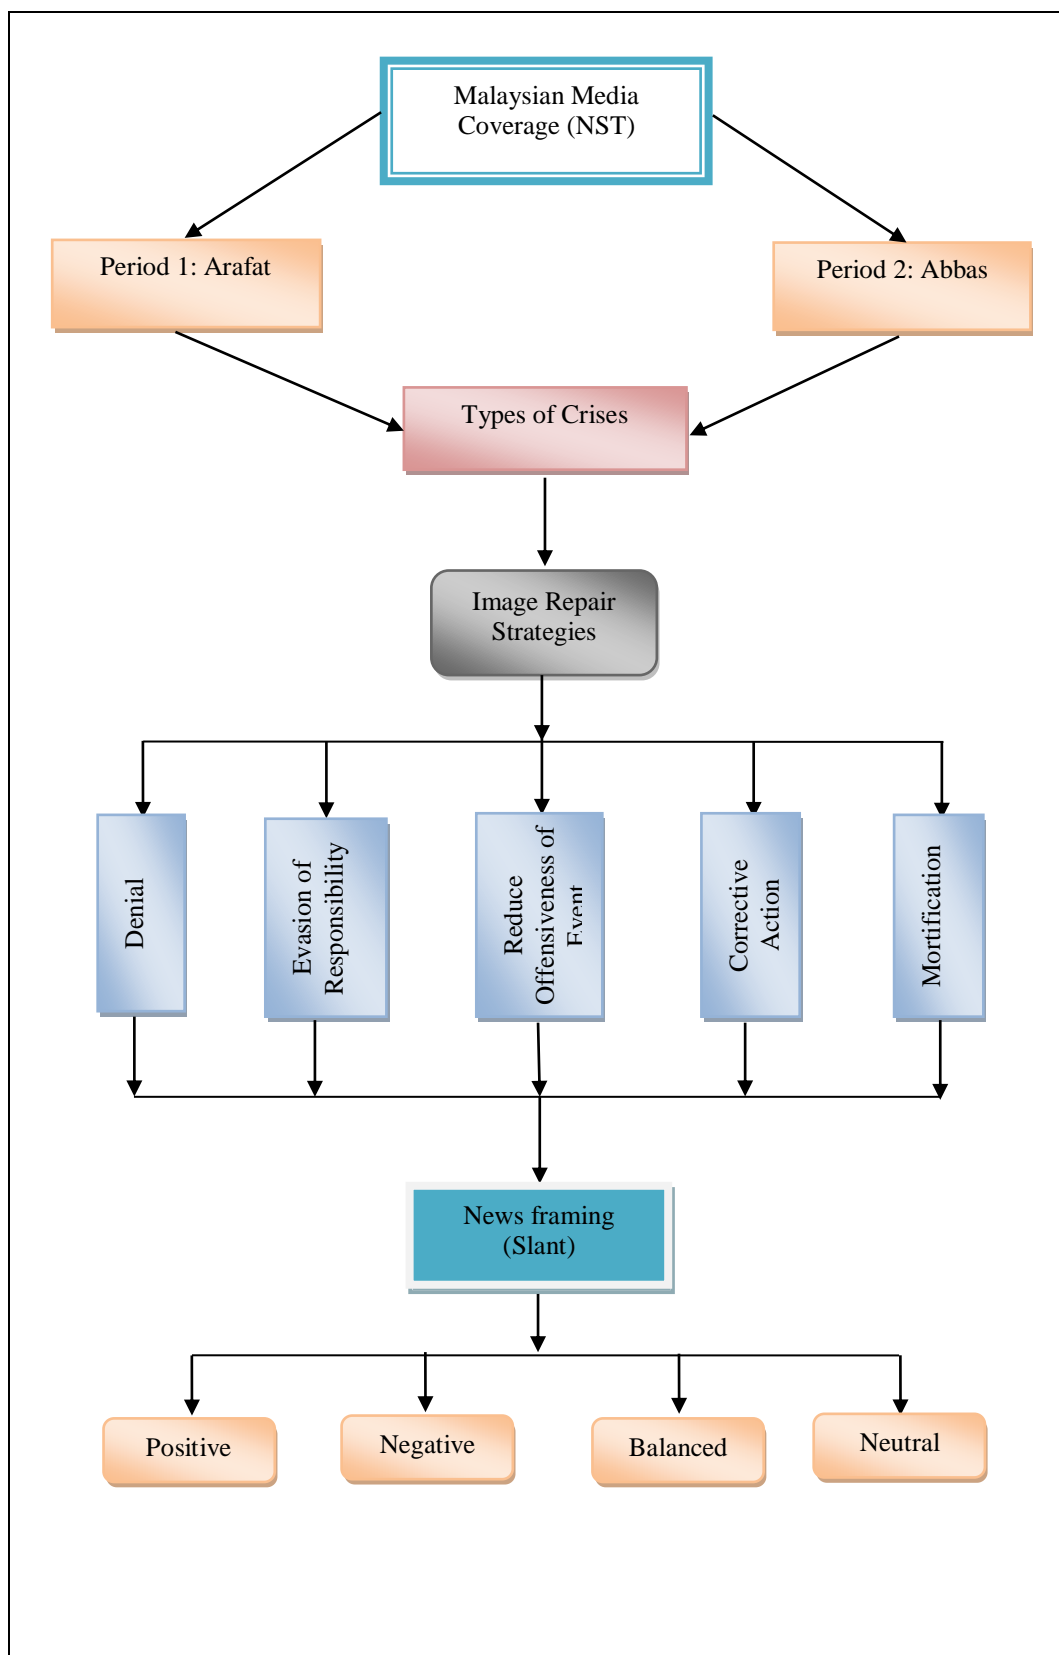 Malaysian Media
Coverage (NST)
Period 1: Arafat
Period 2: Abbas
Types of Crises
Image Repair
Strategies
Denial
Evasion of
Responsibility
Reduce
Offensiveness of
Event
Corrective
Action
Mortification
News framing
(Slant)
Positive
Negative
Balanced
Neutral